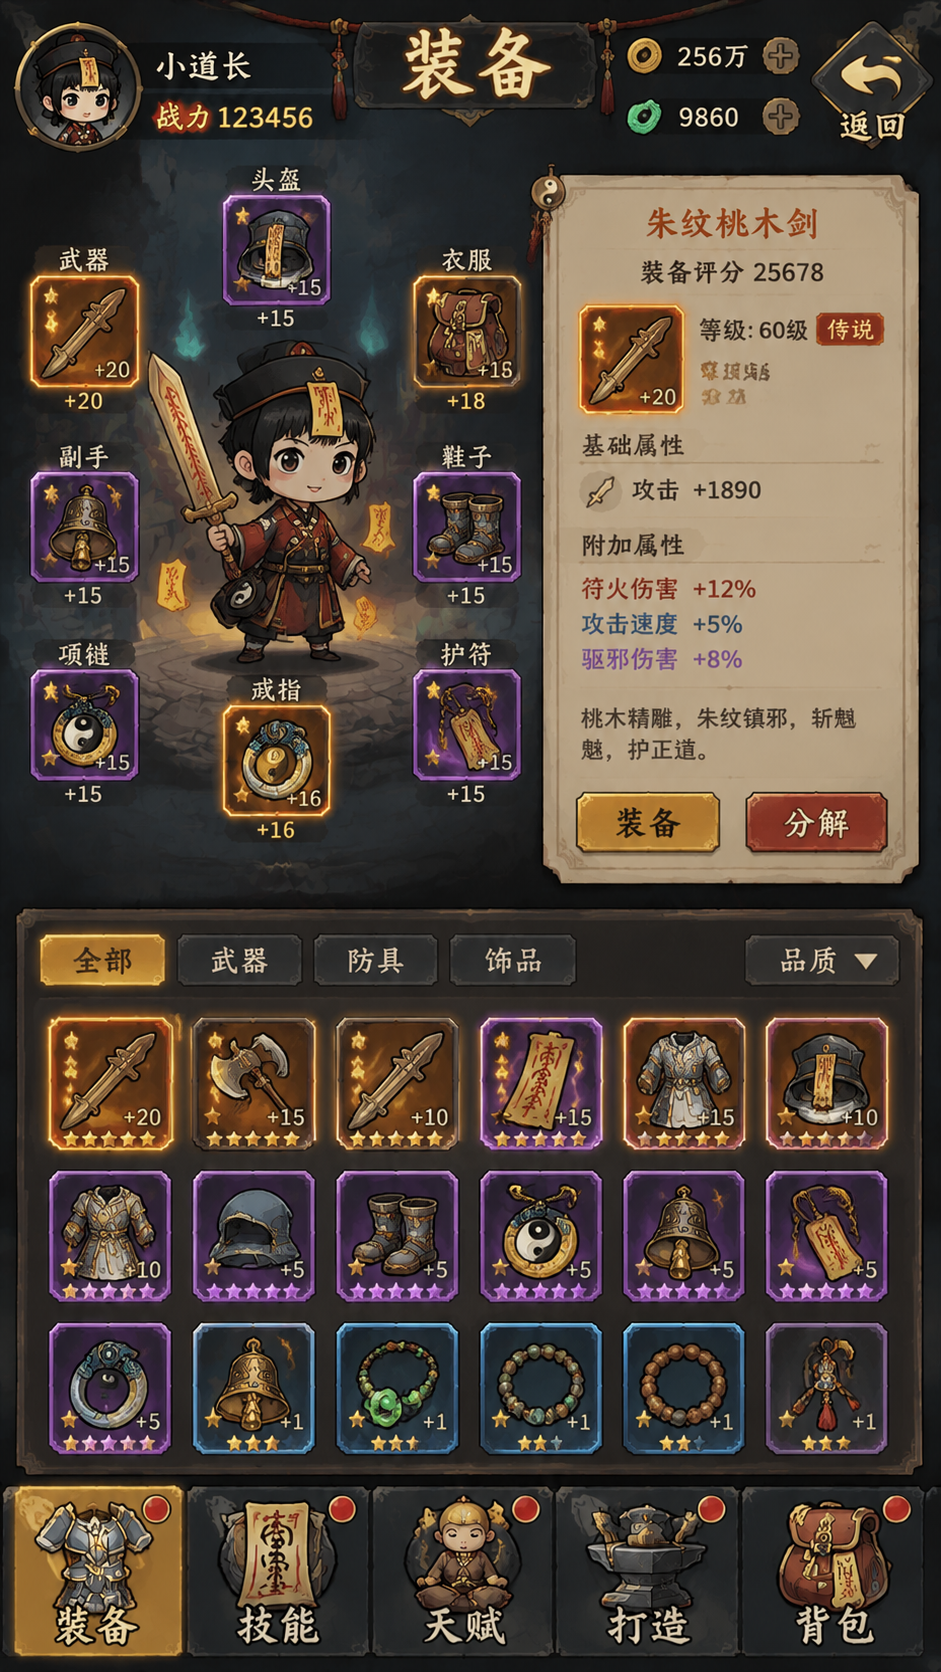 小道长
战力 123456
装备
256万
9860
返回
头盔
+15
+15
武器
+20
+20
衣服
+15
+18
副手
+15
+15
鞋子
+15
+15
项链
+15
+15
戒指
+16
+16
护符
+15
+15
朱纹桃木剑
装备评分 25678
+20
等级: 60级 传说
基础属性
攻击 +1890
附加属性
符火伤害 +12%
攻击速度 +5%
驱邪伤害 +8%
桃木精雕，朱纹镇邪，斩魑
魅，护正道。
装备 分解
全部 武器 防具 饰品 品质
+20 +15 +10 +15 +15 +10
+10 +5 +5 +5 +5 +5
+5 +1 +1 +1 +1 +1
装备 技能 天赋 打造 背包